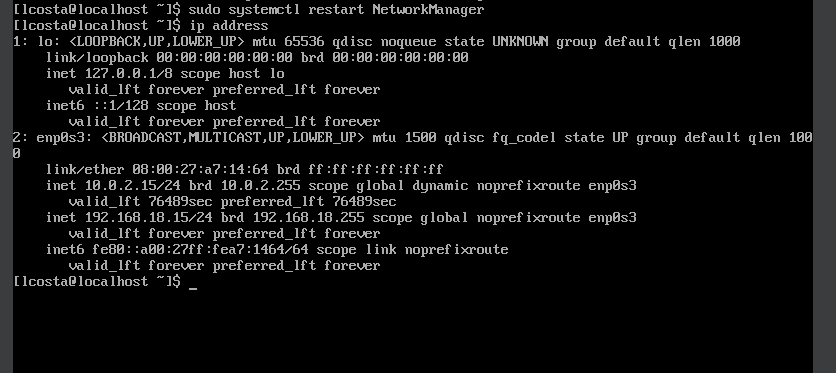 [lcosta@localhost ~]$ sudo systemctl restart NetworkManager
[lcosta@localhost ~]$ ip address
1: lo: <LOOPBACK,UP,LOWER_UP> mtu 65536 qdisc noqueue state UNKNOWN group default qlen 1000
    link/loopback 00:00:00:00:00:00 brd 00:00:00:00:00:00
    inet 127.0.0.1/8 scope host lo
       valid_lft forever preferred_lft forever
    inet6 ::1/128 scope host
       valid_lft forever preferred_lft forever
2: enp0s3: <BROADCAST,MULTICAST,UP,LOWER_UP> mtu 1500 qdisc fq_codel state UP group default qlen 100
0
    link/ether 08:00:27:a7:14:64 brd ff:ff:ff:ff:ff:ff
    inet 10.0.2.15/24 brd 10.0.2.255 scope global dynamic noprefixroute enp0s3
       valid_lft 76489sec preferred_lft 76489sec
    inet 192.168.18.15/24 brd 192.168.18.255 scope global noprefixroute enp0s3
       valid_lft forever preferred_lft forever
    inet6 fe80::a00:27ff:fea7:1464/64 scope link noprefixroute
       valid_lft forever preferred_lft forever
[lcosta@localhost ~]$ _